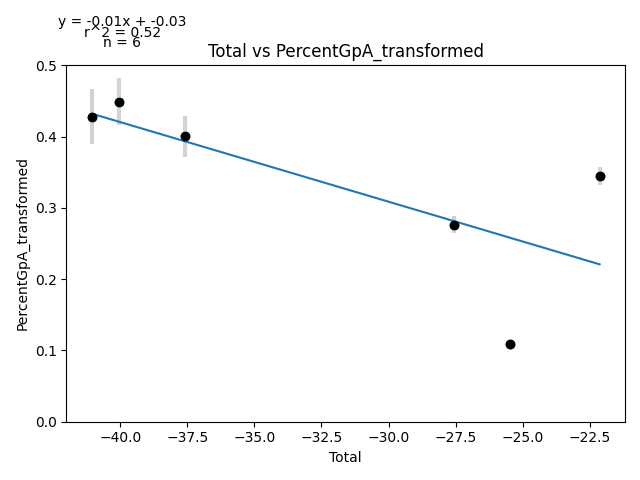 y = -0.01x + -0.03
r^2 = 0.52
n = 6
Total vs PercentGpA_transformed
PercentGpA_transformed
0.5
0.4
0.3
0.2
0.1
0.0
−40.0 −37.5 −35.0 −32.5 −30.0 −27.5 −25.0 −22.5
Total